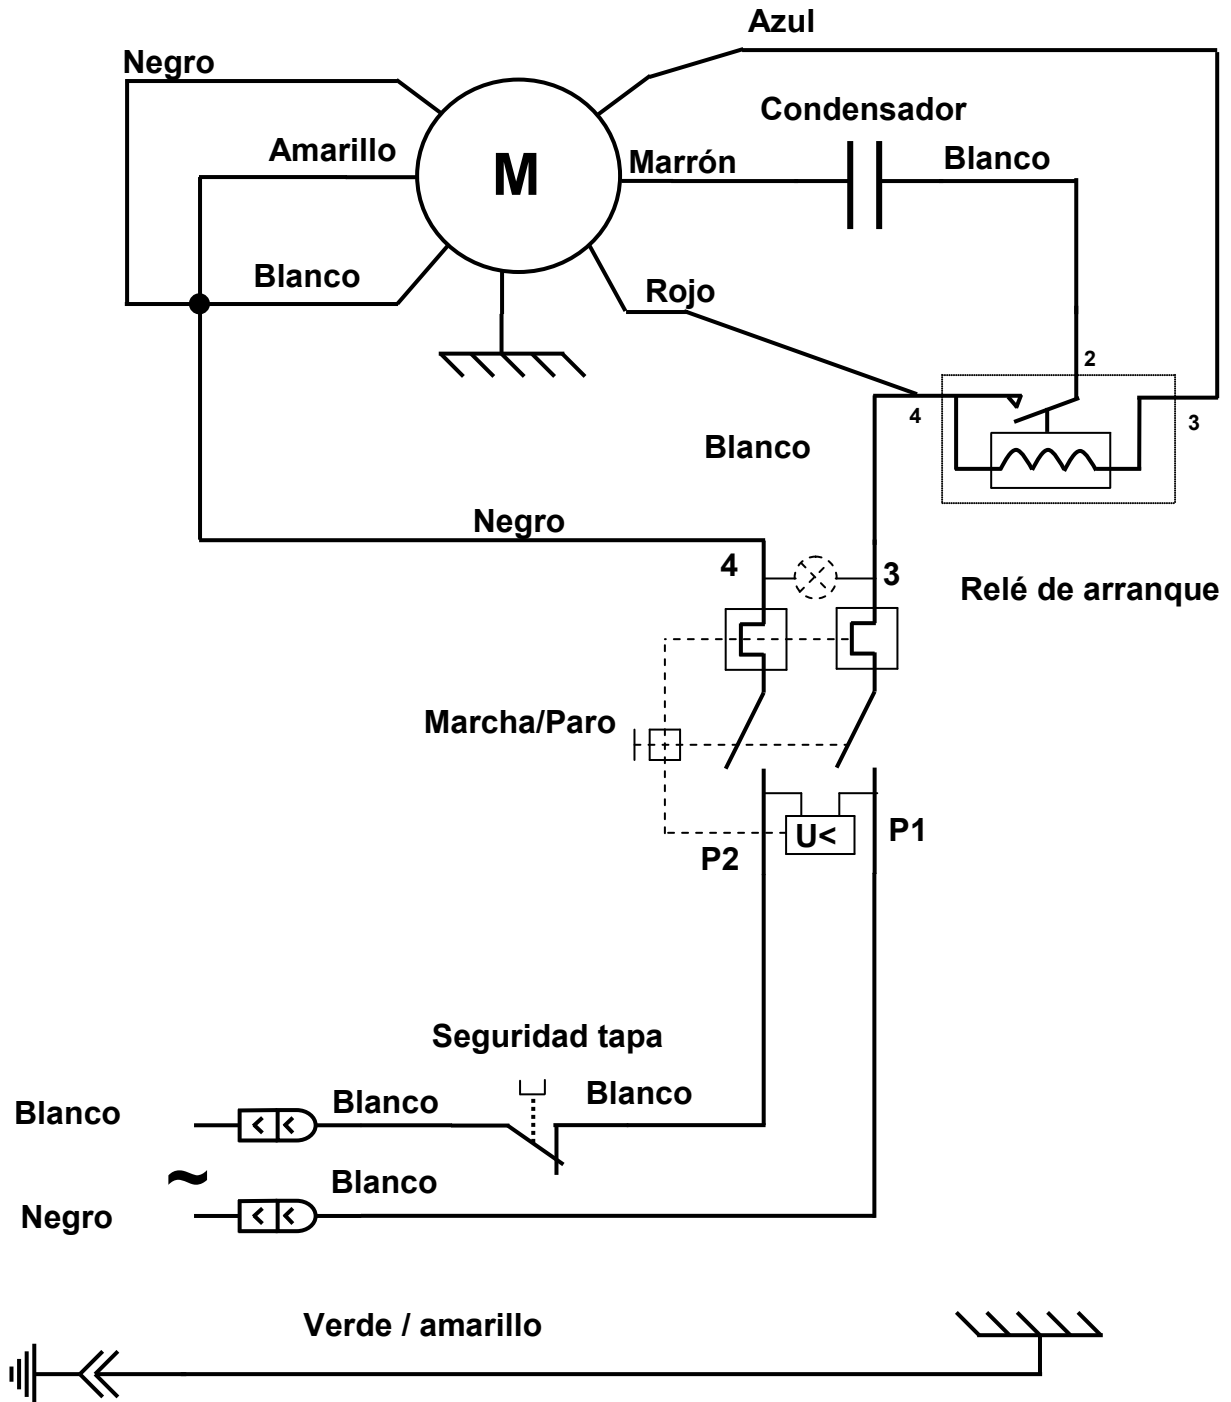 Azul
Negro
Condensador
Amarillo
M
Marrón
Blanco
Blanco
Rojo
2
4
3
Blanco
Negro
4
3
Relé de arranque
Marcha/Paro
U<
P1
P2
Seguridad tapa
Blanco
Blanco
Blanco
~
Blanco
Negro
Verde / amarillo